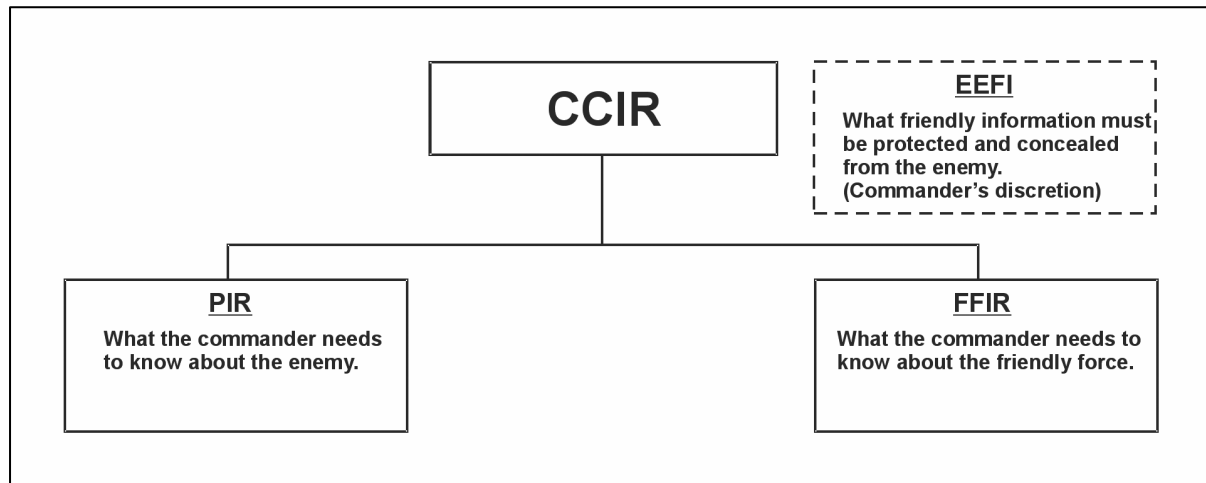 CCIR
EEFI
What friendly information must
be protected and concealed
from the enemy.
(Commander's discretion)
PIR
What the commander needs
to know about the enemy.
FFIR
What the commander needs to
know about the friendly force.